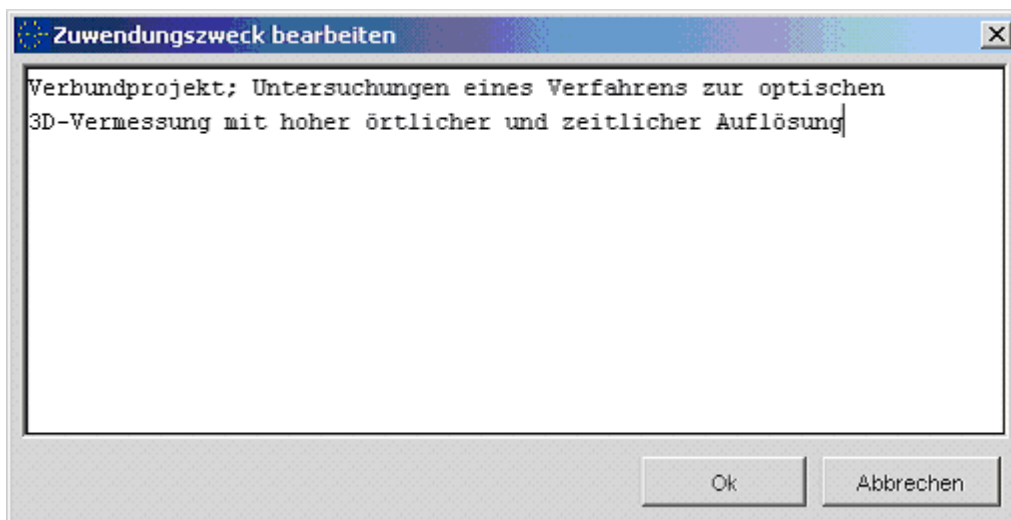 Zuwendungszweck bearbeiten
Verbundprojekt; Untersuchungen eines Verfahrens zur optischen
3D-Vermessung mit hoher örtlicher und zeitlicher Auflösung
Ok
Abbrechen